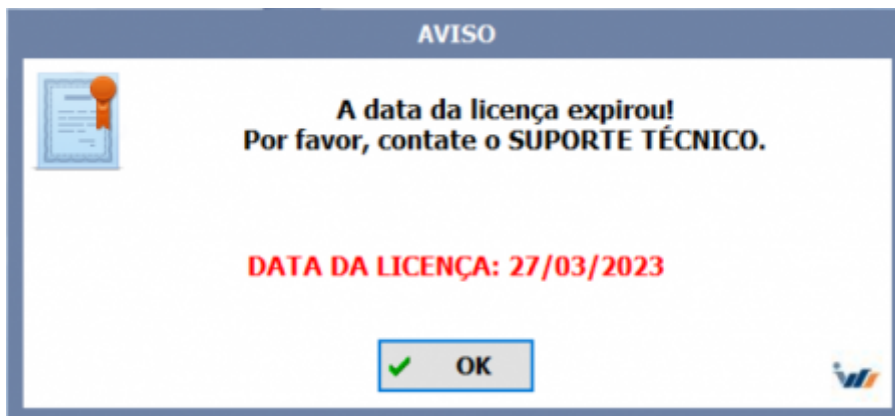 AVISO
A data da licença expirou!
Por favor, contate o SUPORTE TÉCNICO.
DATA DA LICENÇA: 27/03/2023
OK